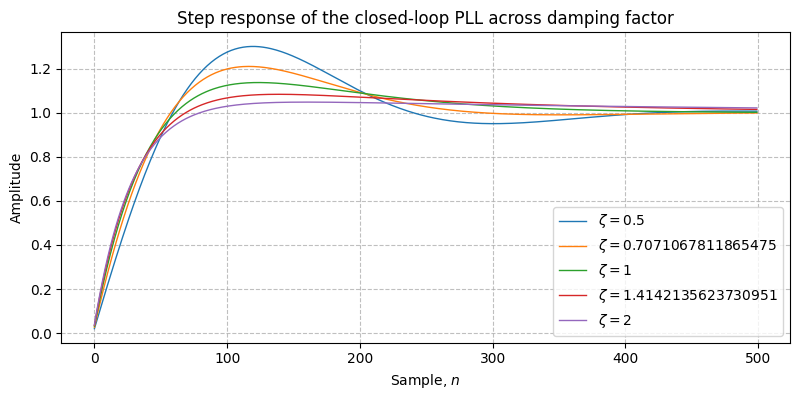 Step response of the closed-loop PLL across damping factor
Amplitude
1.2
1.0
0.8
0.6
0.4
0.2
0.0
0 100 200 300 400 500
Sample, n
ζ = 0.5
ζ = 0.7071067811865475
ζ = 1
ζ = 1.4142135623730951
ζ = 2